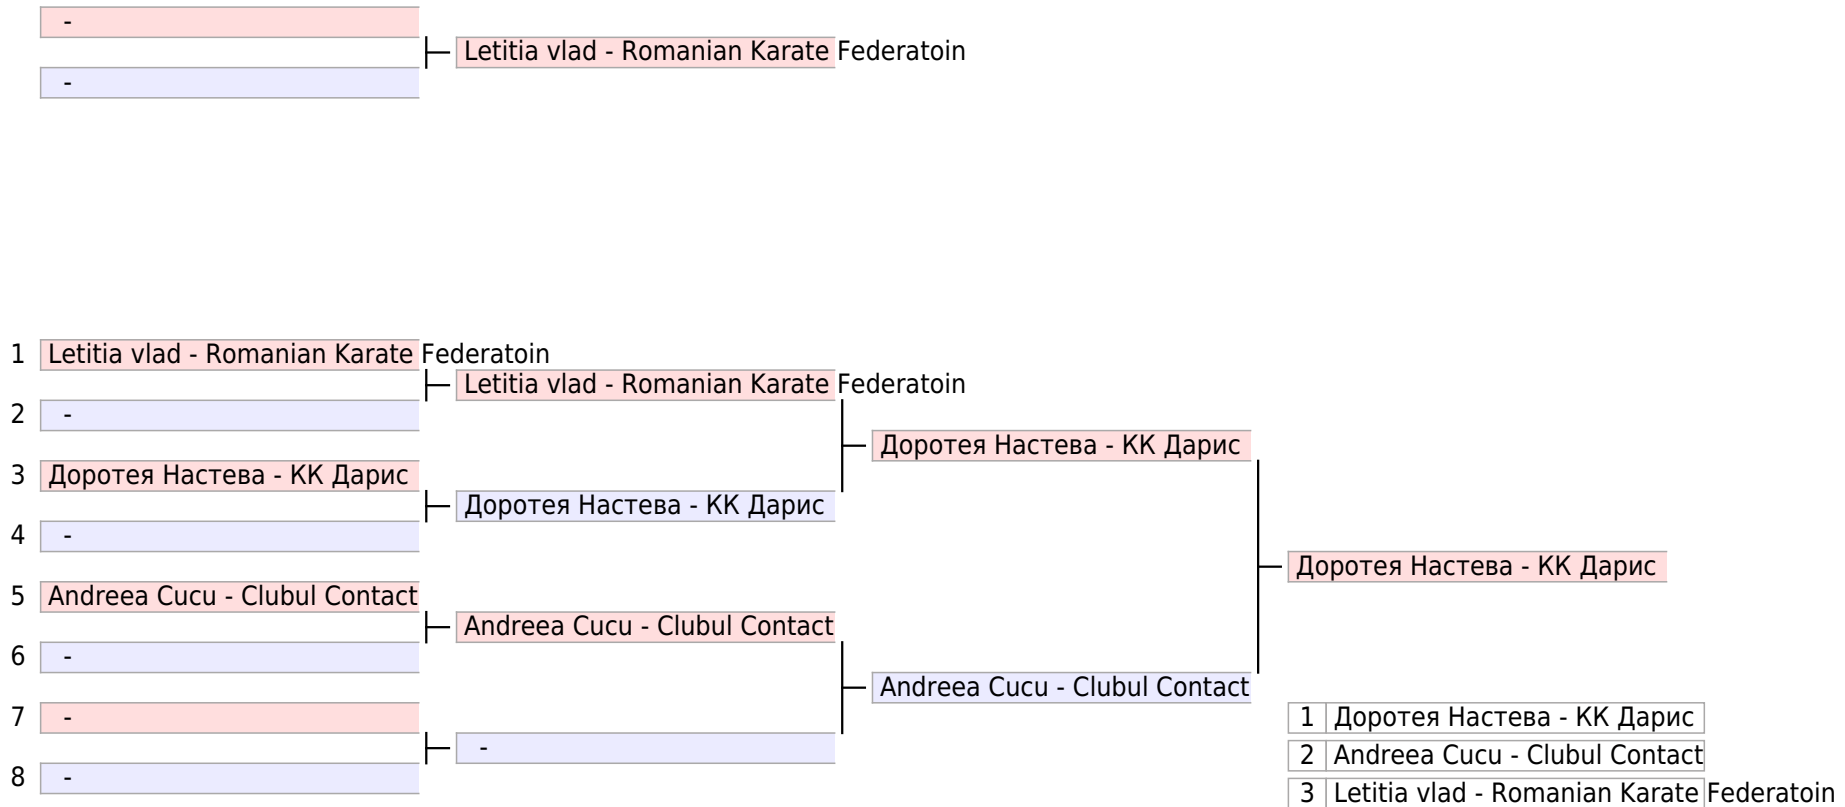 -
Letitia vlad - Romanian Karate Federatoin
-
1 Letitia vlad - Romanian Karate Federatoin
Letitia vlad - Romanian Karate Federatoin
2 -
Доротея Настева - КК Дарис
3 Доротея Настева - КК Дарис
Доротея Настева - КК Дарис
4 -
Доротея Настева - КК Дарис
5 Andreea Cucu - Clubul Contact
Andreea Cucu - Clubul Contact
6 -
Andreea Cucu - Clubul Contact
7 -
1 Доротея Настева - КК Дарис
-
2 Andreea Cucu - Clubul Contact
8 -
3 Letitia vlad - Romanian Karate Federatoin